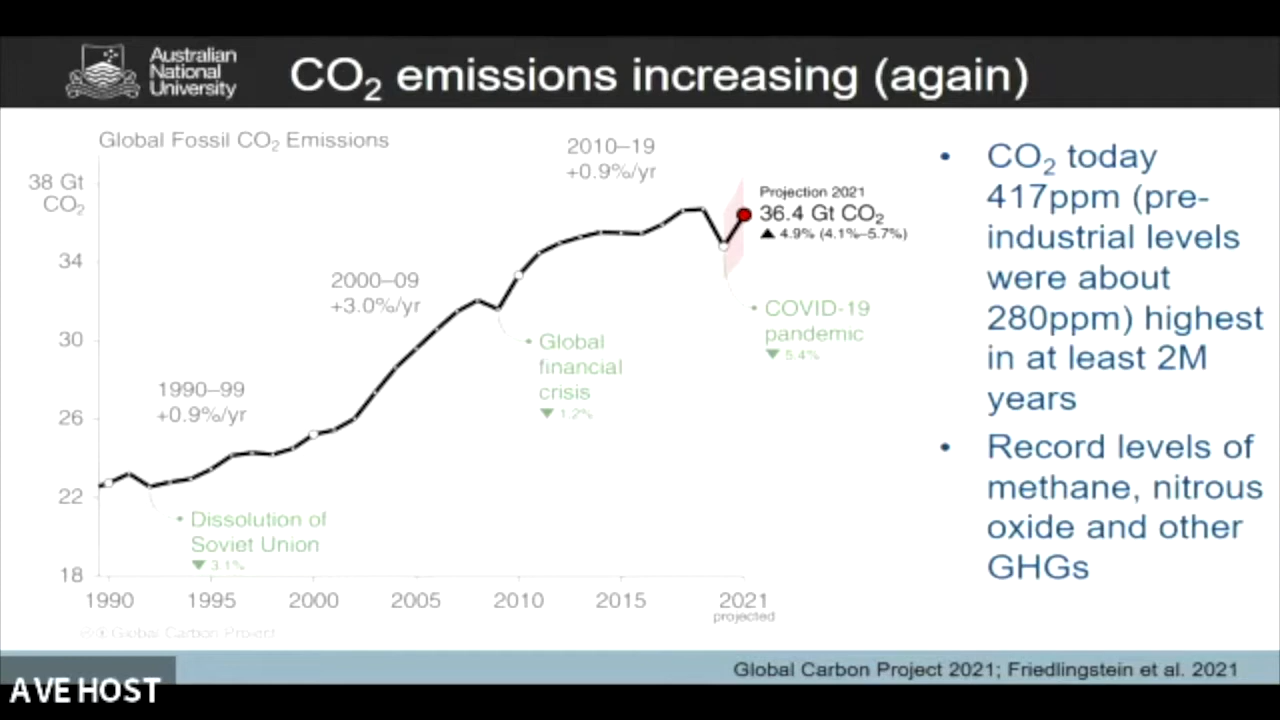 Australian
National
University
CO₂ emissions increasing (again)
Global Fossil CO₂ Emissions
38 Gt
CO₂
34
30
26
22
18
1990
1995
2000
2005
2010
2015
2021
projected
1990–99
+0.9%/yr
2000–09
+3.0%/yr
2010–19
+0.9%/yr
Projection 2021
36.4 Gt CO₂
▲ 4.9% (4.1%–5.7%)
• Dissolution of
Soviet Union
▼ 3.1%
• Global
financial
crisis
▼ 1.2%
• COVID-19
pandemic
▼ 5.4%
Global Carbon Project
• CO₂ today
417ppm (pre-
industrial levels
were about
280ppm) highest
in at least 2M
years
• Record levels of
methane, nitrous
oxide and other
GHGs
Global Carbon Project 2021; Friedlingstein et al. 2021
AVE HOST